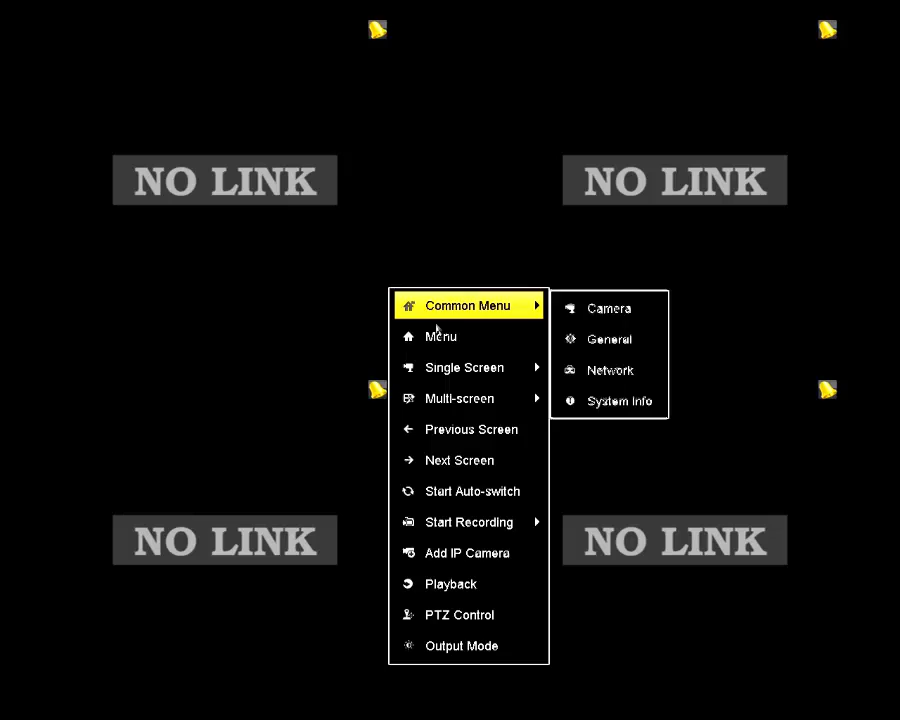 NO LINK
NO LINK
Common Menu
Menu
Single Screen
Multi-screen
Previous Screen
Next Screen
Start Auto-switch
Start Recording
Add IP Camera
Playback
PTZ Control
Output Mode
Camera
General
Network
System Info
NO LINK
NO LINK